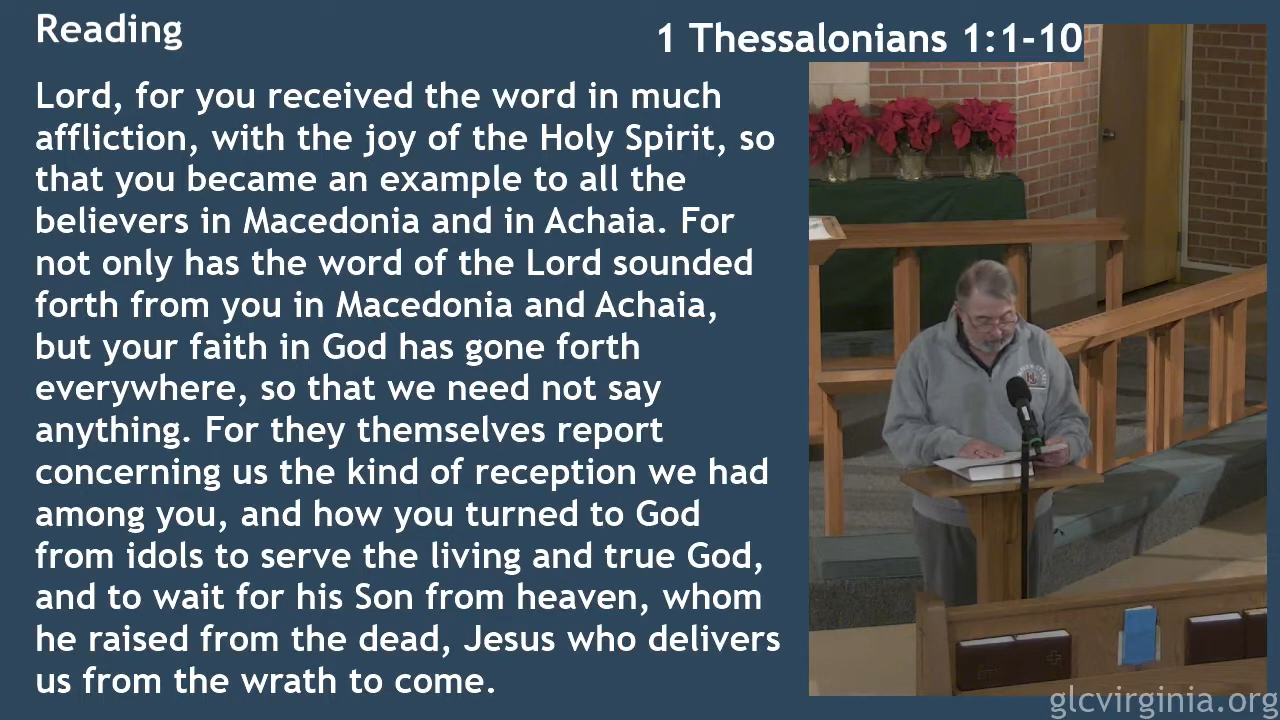 Reading
1 Thessalonians 1:1-10
Lord, for you received the word in much
affliction, with the joy of the Holy Spirit, so
that you became an example to all the
believers in Macedonia and in Achaia. For
not only has the word of the Lord sounded
forth from you in Macedonia and Achaia,
but your faith in God has gone forth
everywhere, so that we need not say
anything. For they themselves report
concerning us the kind of reception we had
among you, and how you turned to God
from idols to serve the living and true God,
and to wait for his Son from heaven, whom
he raised from the dead, Jesus who delivers
us from the wrath to come.
glcvirginia.org